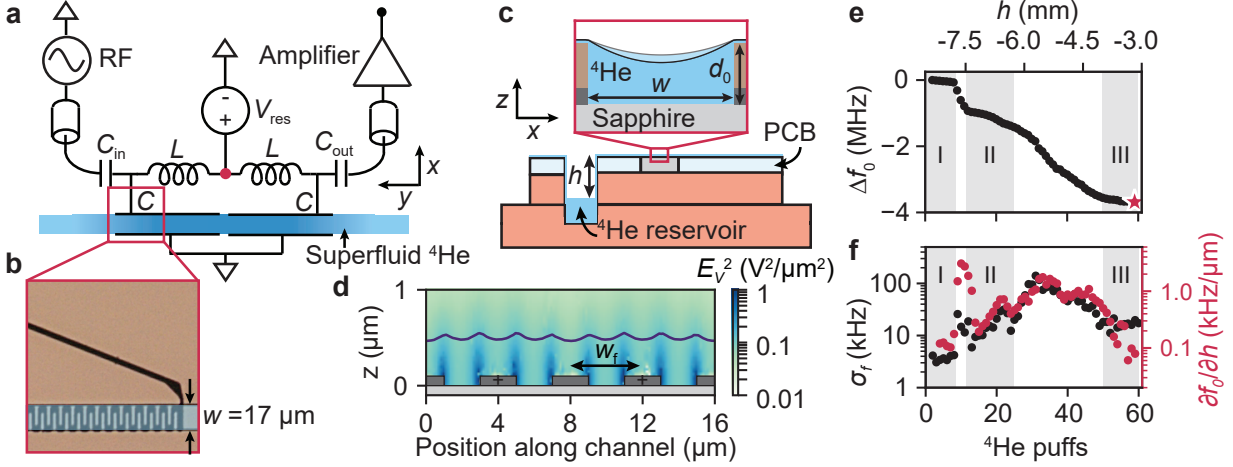 a
RF
Amplifier
-
V_res
+
C_in
L
L
C_out
C
C
x
y
Superfluid ⁴He
b
w = 17 μm
c
⁴He
d₀
w
Sapphire
z
x
PCB
h
⁴He reservoir
d
E_V² (V²/μm²)
1
0.1
0.01
z (μm)
1
0
w_f
+
+
0 4 8 12 16
Position along channel (μm)
e
h (mm)
-7.5 -6.0 -4.5 -3.0
Δf₀ (MHz)
0
-2
-4
I
II
III
f
σ_f (kHz)
100
10
1
I
II
III
1.0
0.1
∂f₀/∂h (kHz/μm)
0 20 40 60
⁴He puffs